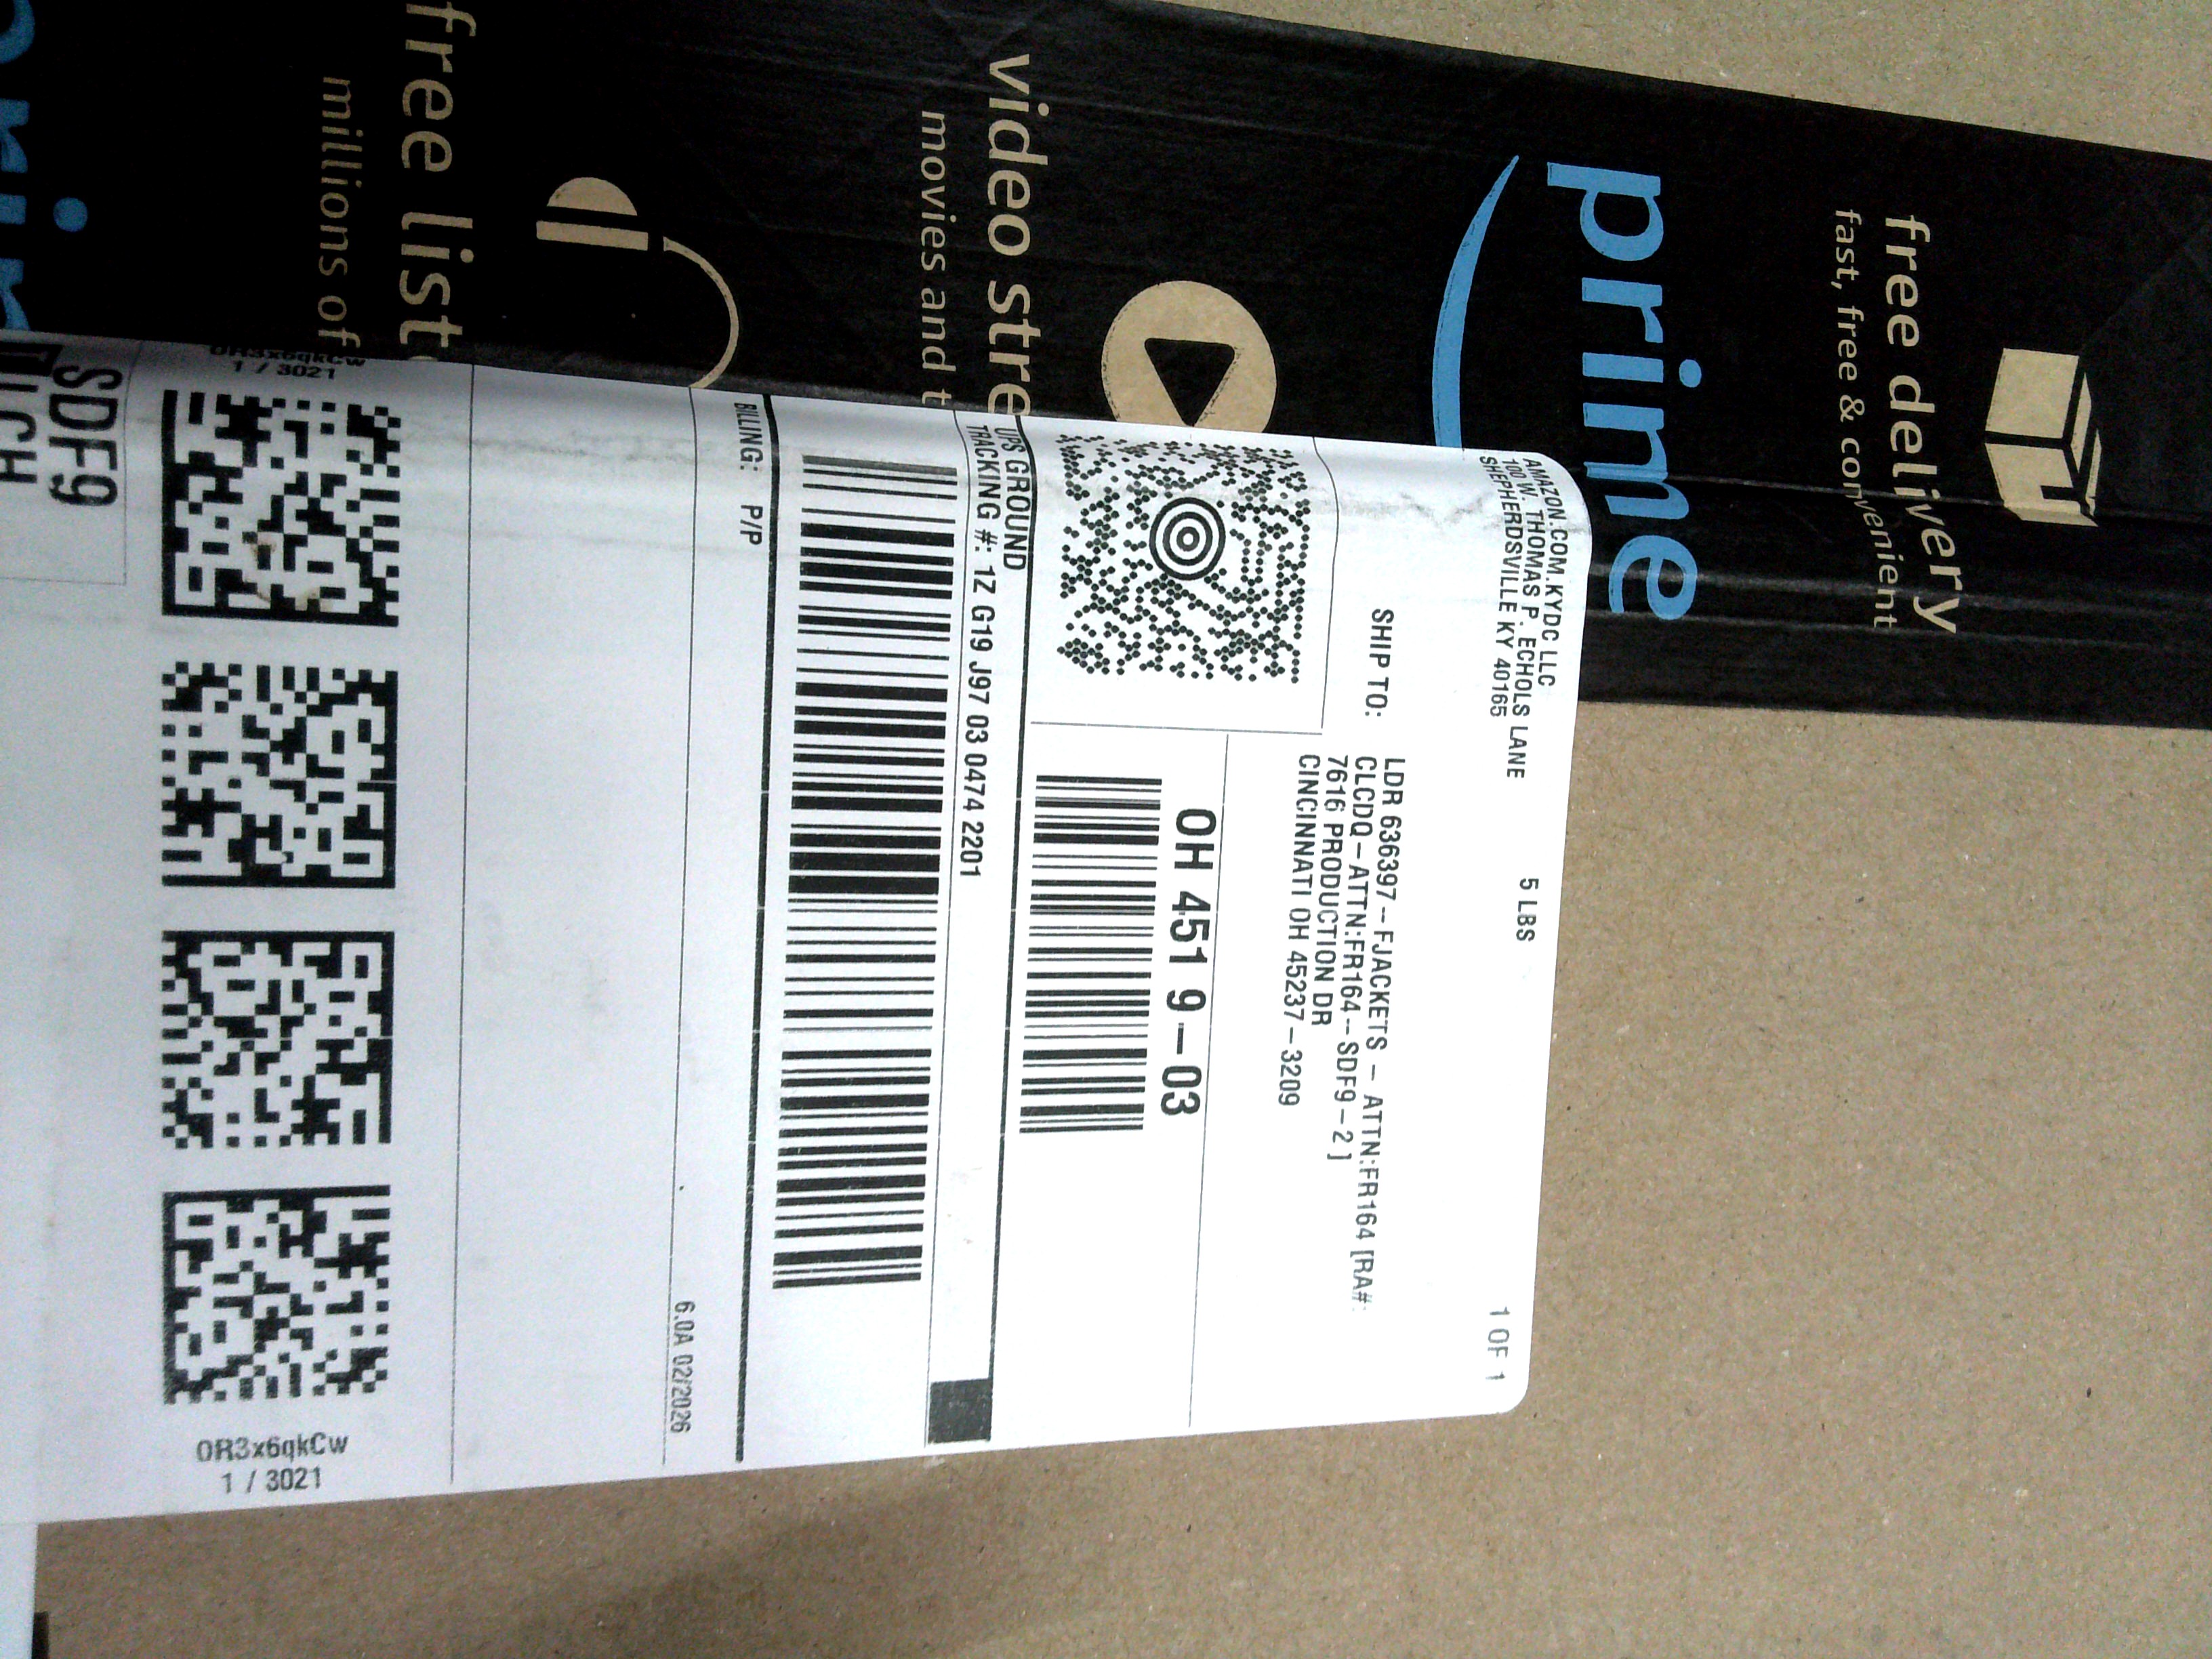 free delivery
fast, free & convenient
prime
video stre
movies and t
free list
millions of
AMAZON.COM.KYDC LLC
100 W. THOMAS P. ECHOLS LANE
SHEPHERDSVILLE KY 40165
5 LBS
1 OF 1
SHIP TO:
LDR 636397--FJACKETS - ATTN:FR164 [RA#:
CLCDQ-ATTN:FR164--SDF9-2 ]
7616 PRODUCTION DR
CINCINNATI OH 45237-3209
OH 451 9-03
UPS GROUND
TRACKING #: 1Z G19 J97 03 0474 2201
BILLING: P/P
6.0A 02/2026
0R3x6qkCw
1 / 3021
0R3x6qkCw
1 / 3021
SDF9